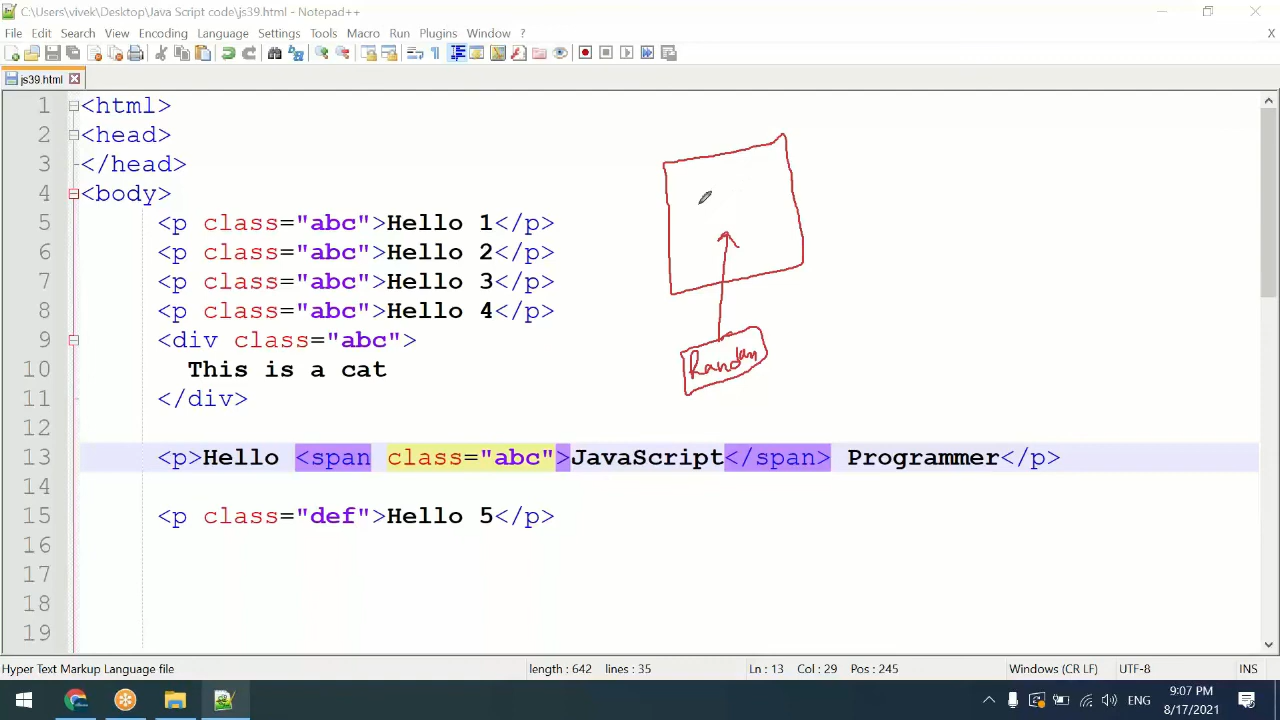 C:\Users\vivek\Desktop\Java Script code\js39.html - Notepad++
File Edit Search View Encoding Language Settings Tools Macro Run Plugins Window ? X
js39.html
1 <html>
2 <head>
3 </head>
4 <body>
5 <p class="abc">Hello 1</p>
6 <p class="abc">Hello 2</p>
7 <p class="abc">Hello 3</p>
8 <p class="abc">Hello 4</p>
9 <div class="abc">
10 This is a cat
11 </div>
Randan
12
13 <p>Hello <span class="abc">JavaScript</span> Programmer</p>
14
15 <p class="def">Hello 5</p>
16
17
18
19
Hyper Text Markup Language file length : 642 lines : 35 Ln : 13 Col : 29 Pos : 245 Windows (CR LF) UTF-8 INS
ENG 9:07 PM
8/17/2021